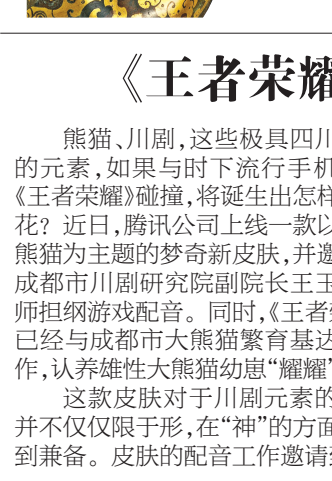 《王者荣耀
熊猫、川剧，这些极具四川
的元素，如果与时下流行手机
《王者荣耀》碰撞，将诞生出怎样
花？近日，腾讯公司上线一款以
熊猫为主题的梦奇新皮肤，并邀
成都市川剧研究院副院长王玉
师担纲游戏配音。同时，《王者荣
已经与成都市大熊猫繁育基达
作，认养雄性大熊猫幼崽“耀耀”
这款皮肤对于川剧元素的
并不仅仅限于形，在“神”的方面
到兼备。皮肤的配音工作邀请